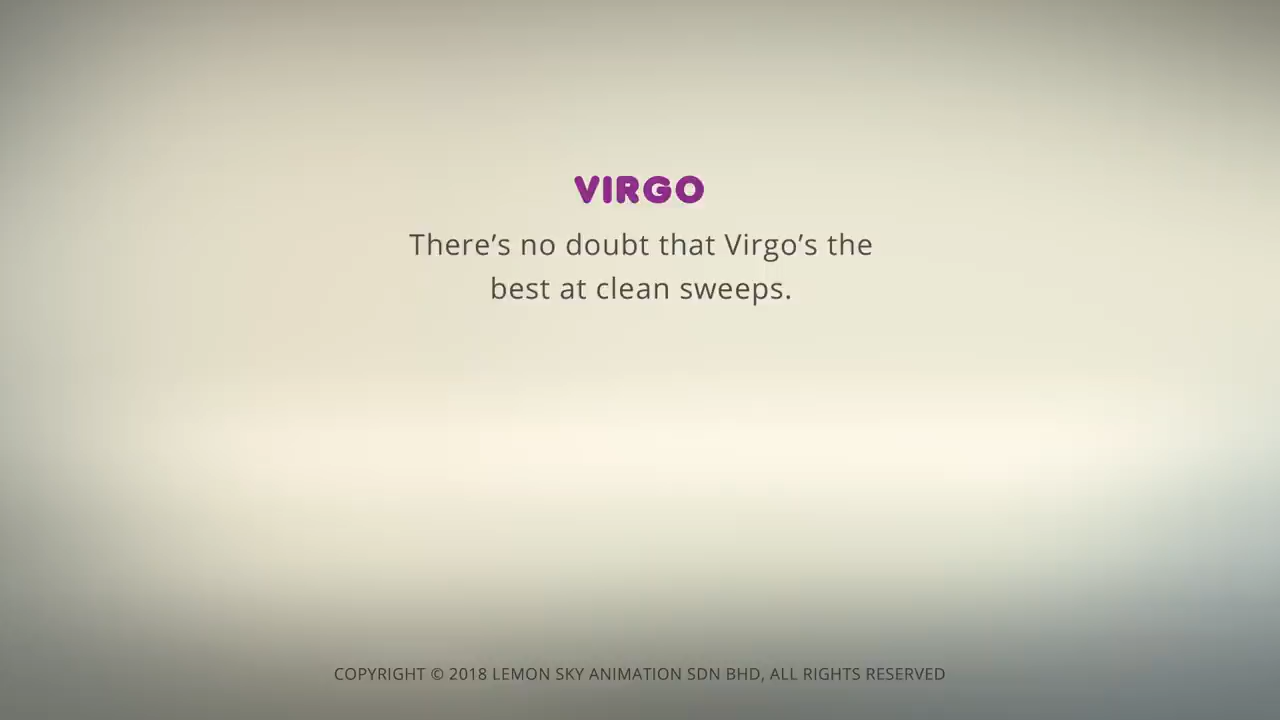 VIRGO
There’s no doubt that Virgo’s the
best at clean sweeps.
COPYRIGHT © 2018 LEMON SKY ANIMATION SDN BHD, ALL RIGHTS RESERVED